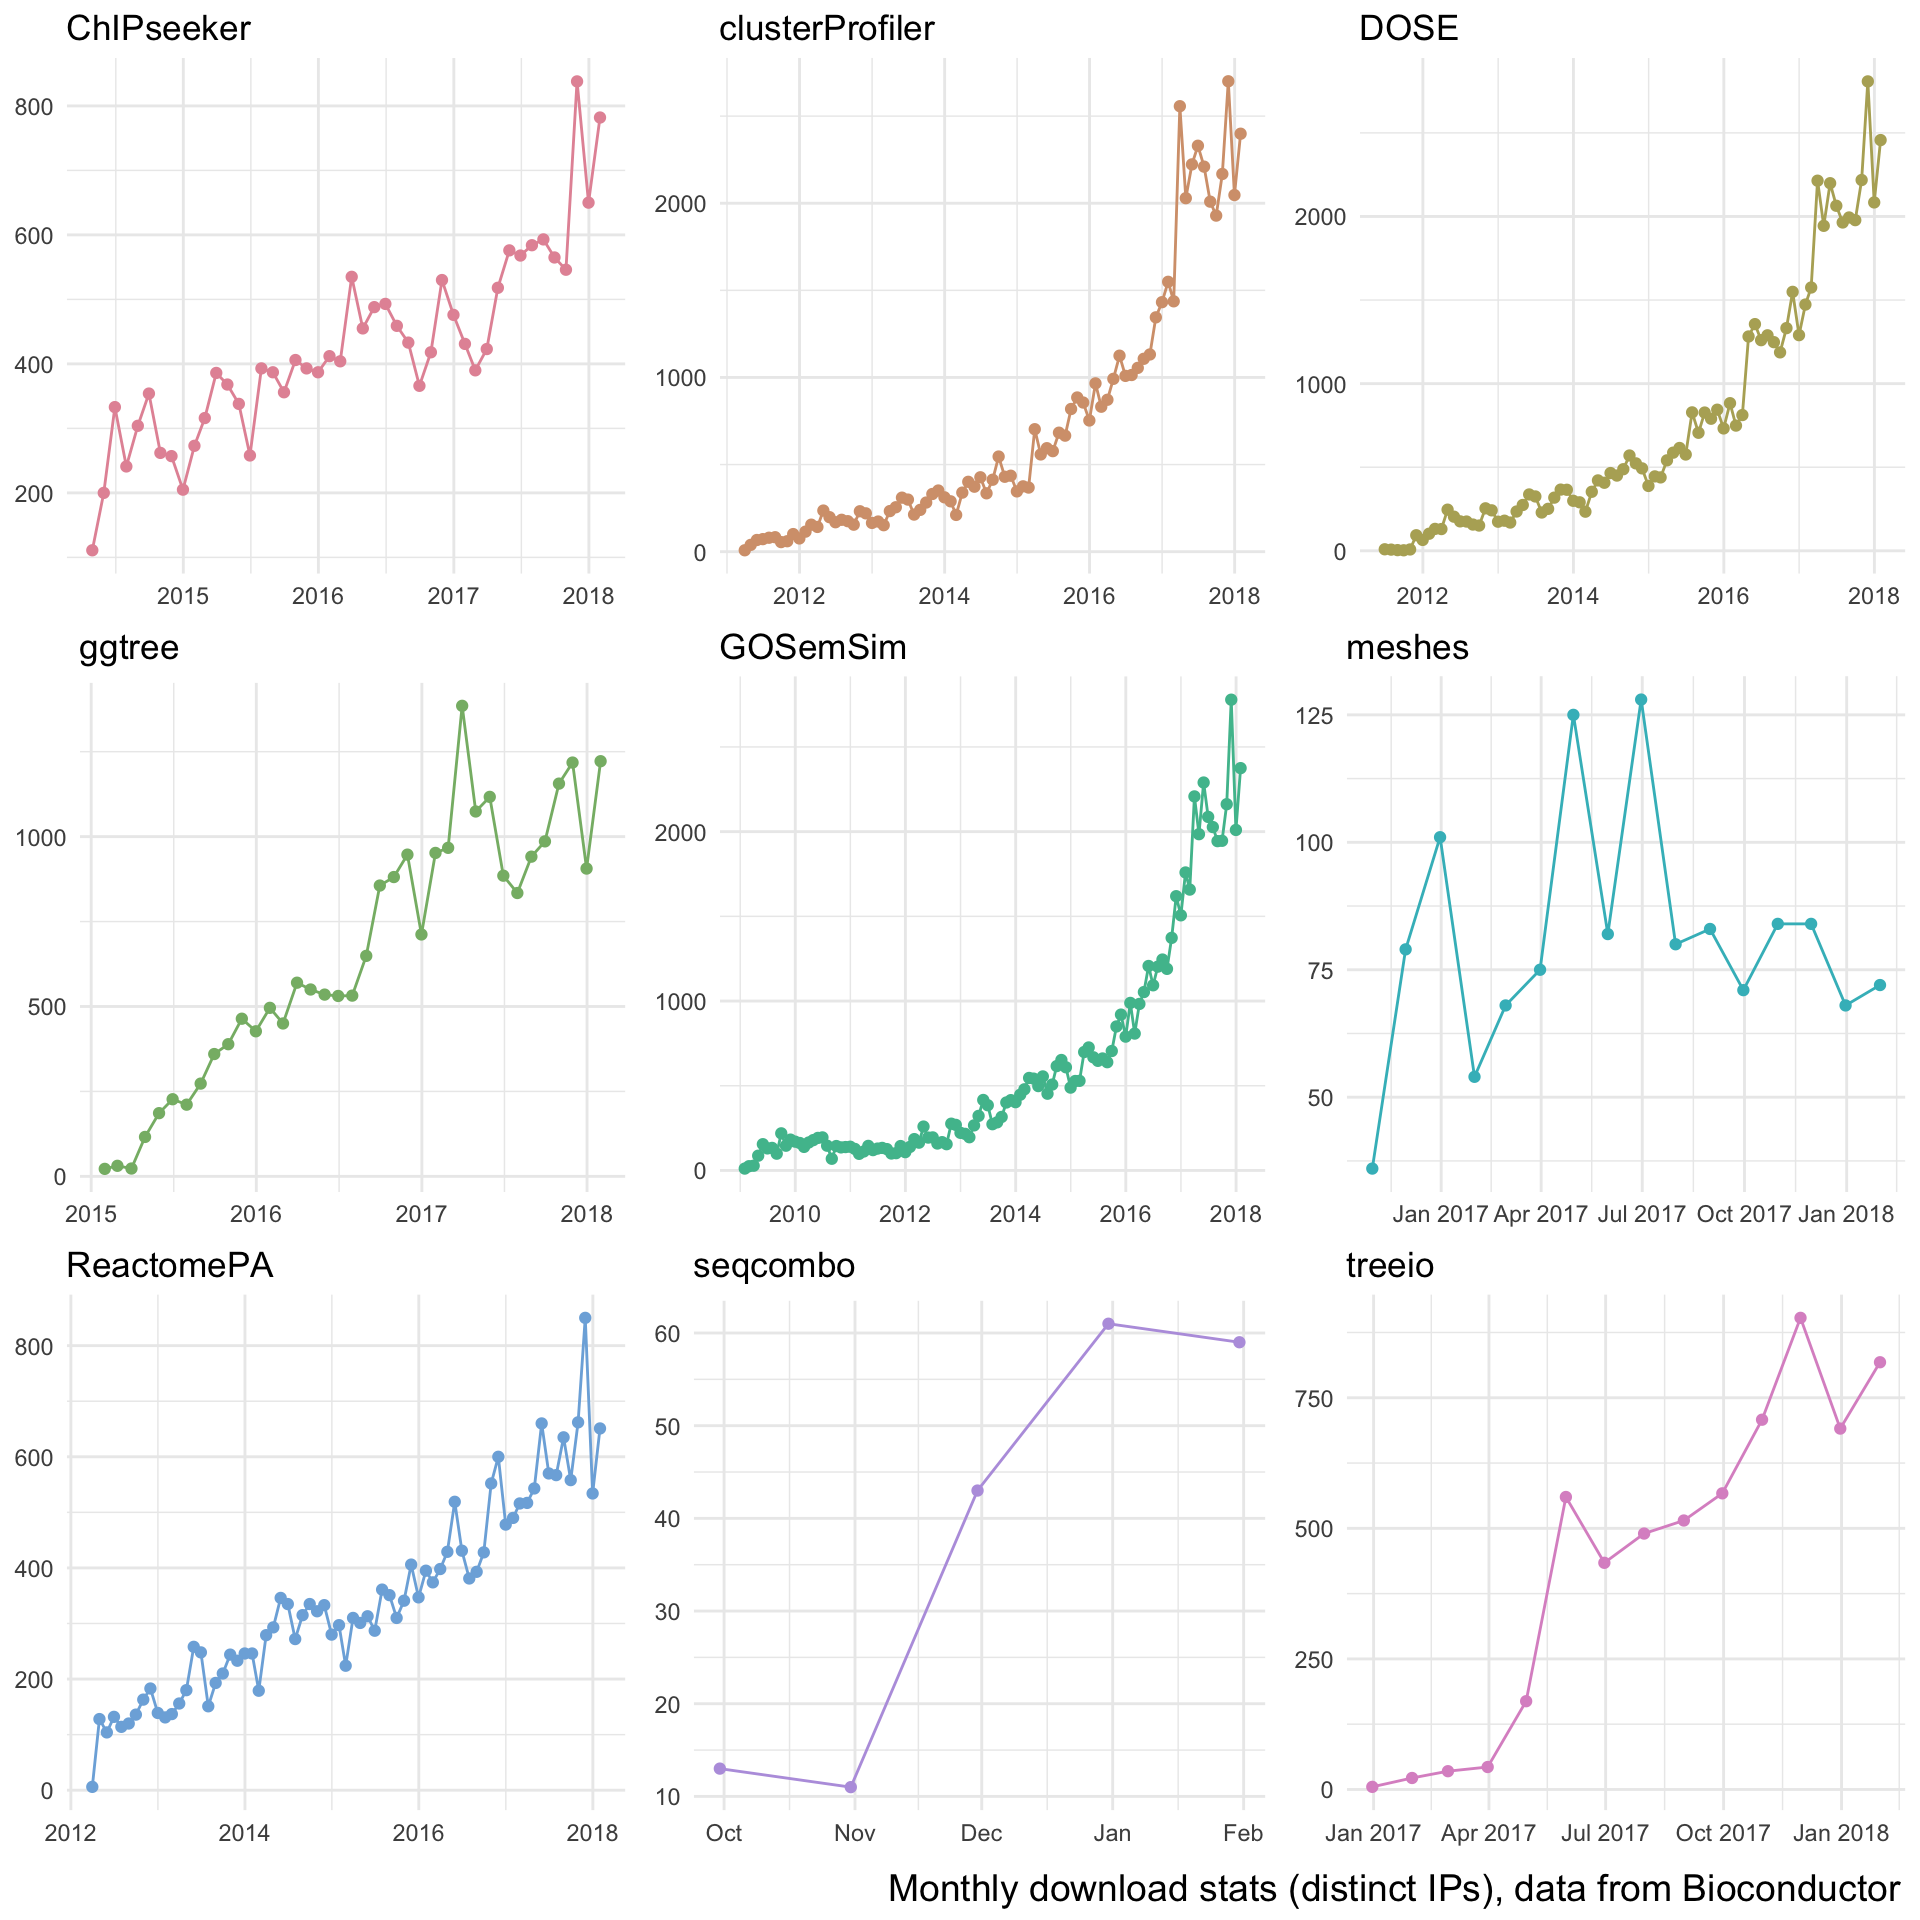 ChIPseeker
clusterProfiler
DOSE
800
600
400
200
2015 2016 2017 2018
2000
1000
0
2012 2014 2016 2018
2000
1000
0
2012 2014 2016 2018
ggtree
GOSemSim
meshes
1000
500
0
2015 2016 2017 2018
2000
1000
0
2010 2012 2014 2016 2018
125
100
75
50
Jan 2017 Apr 2017 Jul 2017 Oct 2017 Jan 2018
ReactomePA
seqcombo
treeio
800
600
400
200
0
2012 2014 2016 2018
60
50
40
30
20
10
Oct Nov Dec Jan Feb
750
500
250
0
Jan 2017 Apr 2017 Jul 2017 Oct 2017 Jan 2018
Monthly download stats (distinct IPs), data from Bioconductor